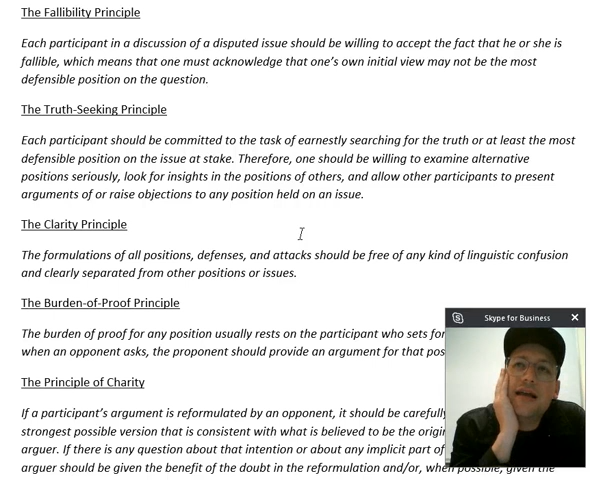 The Fallibility Principle
Each participant in a discussion of a disputed issue should be willing to accept the fact that he or she is
fallible, which means that one must acknowledge that one's own initial view may not be the most
defensible position on the question.
The Truth-Seeking Principle
Each participant should be committed to the task of earnestly searching for the truth or at least the most
defensible position on the issue at stake. Therefore, one should be willing to examine alternative
positions seriously, look for insights in the positions of others, and allow other participants to present
arguments of or raise objections to any position held on an issue.
The Clarity Principle
The formulations of all positions, defenses, and attacks should be free of any kind of linguistic confusion
and clearly separated from other positions or issues.
The Burden-of-Proof Principle
The burden of proof for any position usually rests on the participant who sets for
when an opponent asks, the proponent should provide an argument for that pos
Skype for Business
The Principle of Charity
If a participant's argument is reformulated by an opponent, it should be carefully
strongest possible version that is consistent with what is believed to be the origin
arguer. If there is any question about that intention or about any implicit part of
arguer should be given the benefit of the doubt in the reformulation and/or, when possible, given the